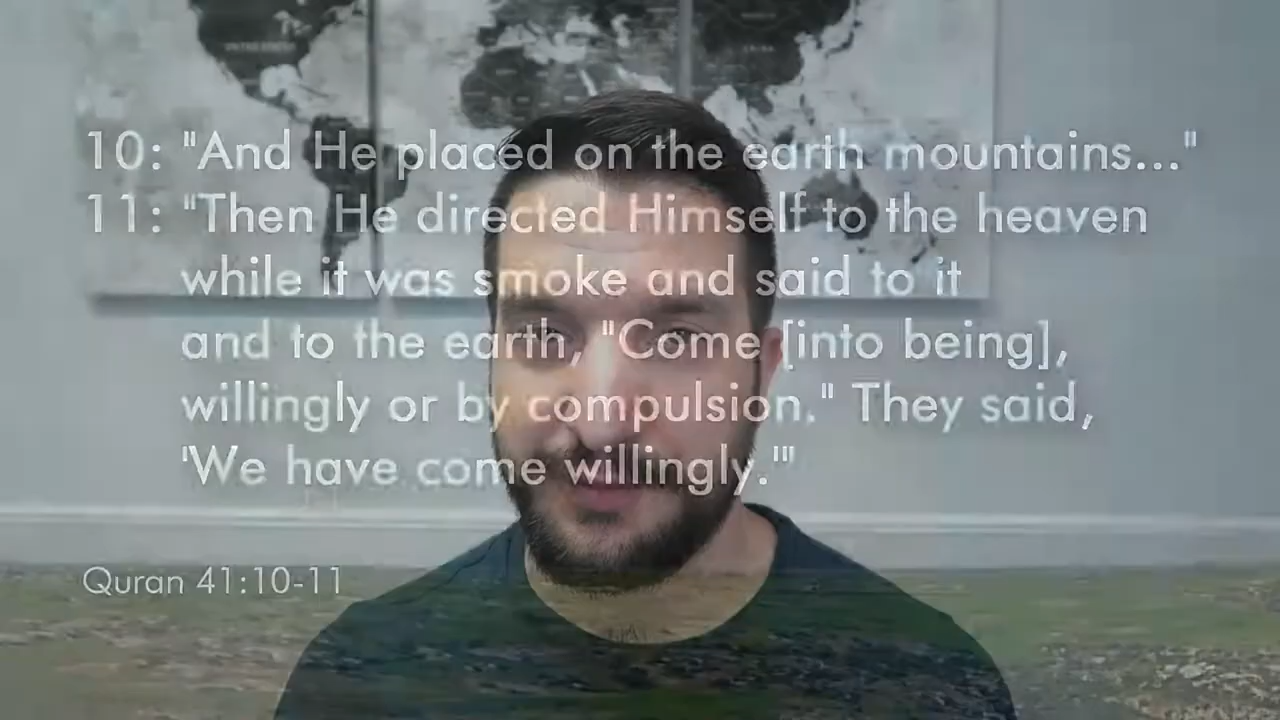 10: "And He placed on the earth mountains..."
11: "Then He directed Himself to the heaven
while it was smoke and said to it
and to the earth, "Come [into being],
willingly or by compulsion." They said,
'We have come willingly.'"
Quran 41:10-11